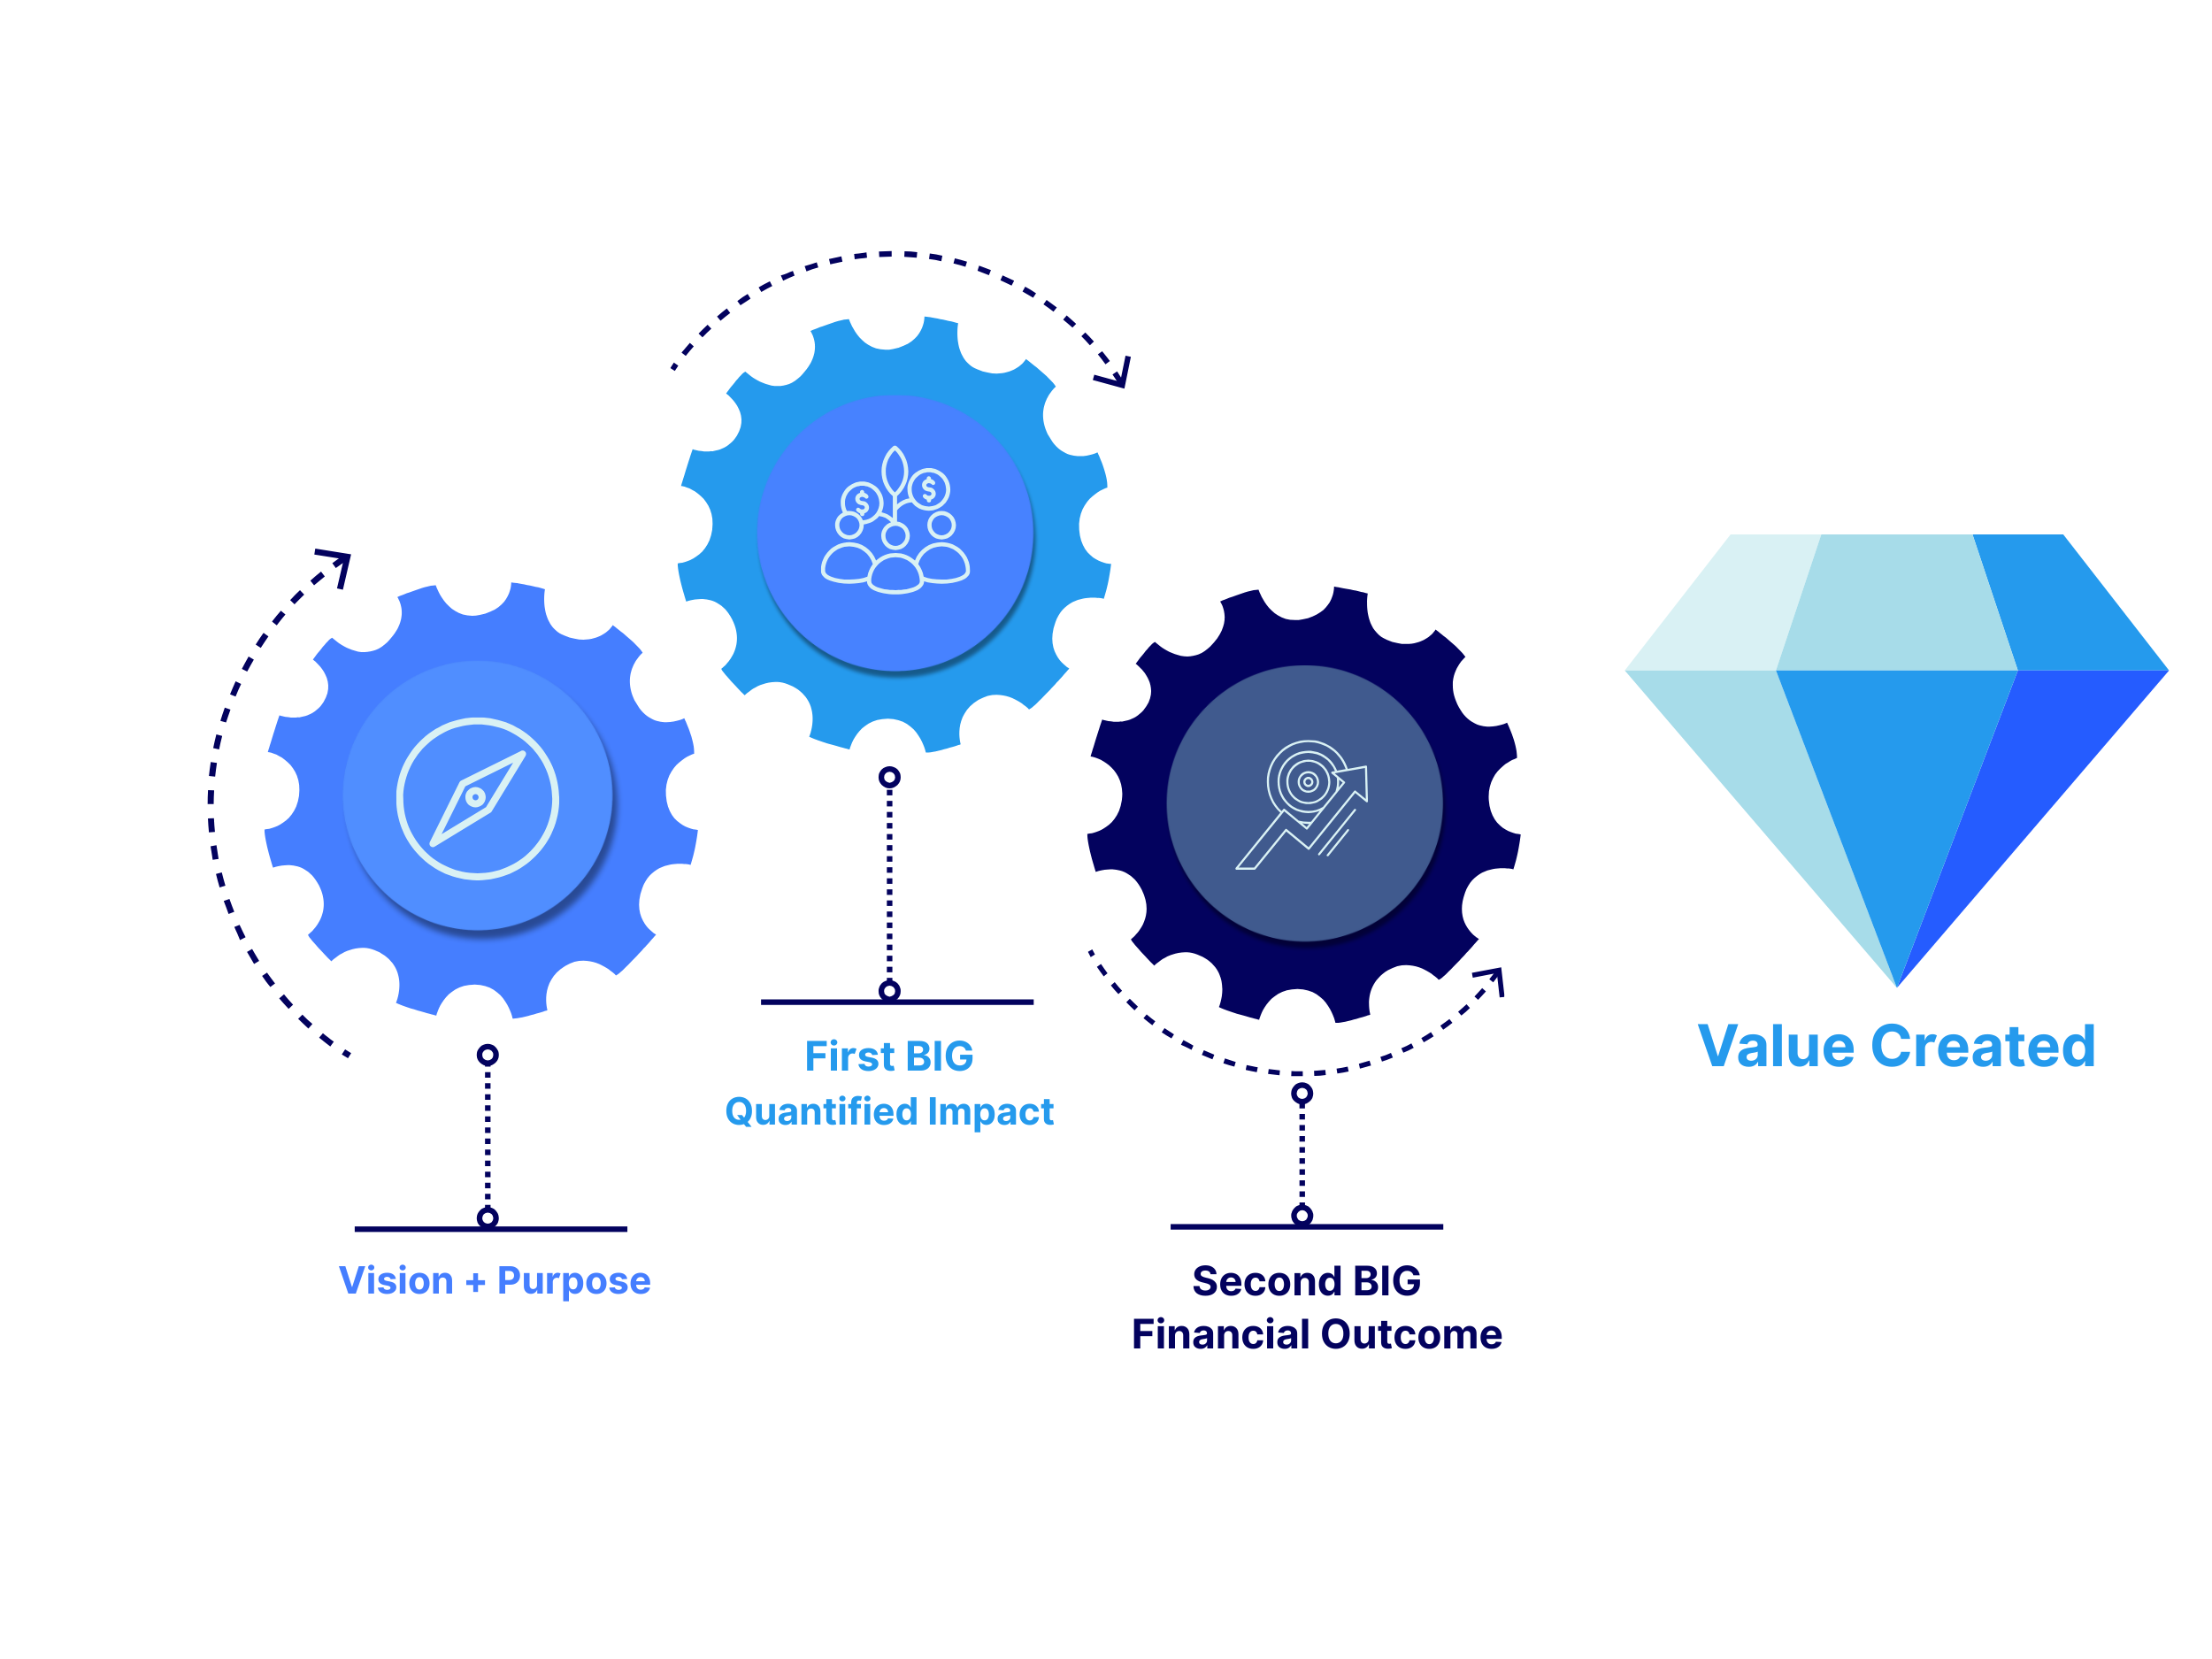 Vision + Purpose
First BIG
Quantified Impact
Second BIG
Financial Outcome
Value Created
$
$